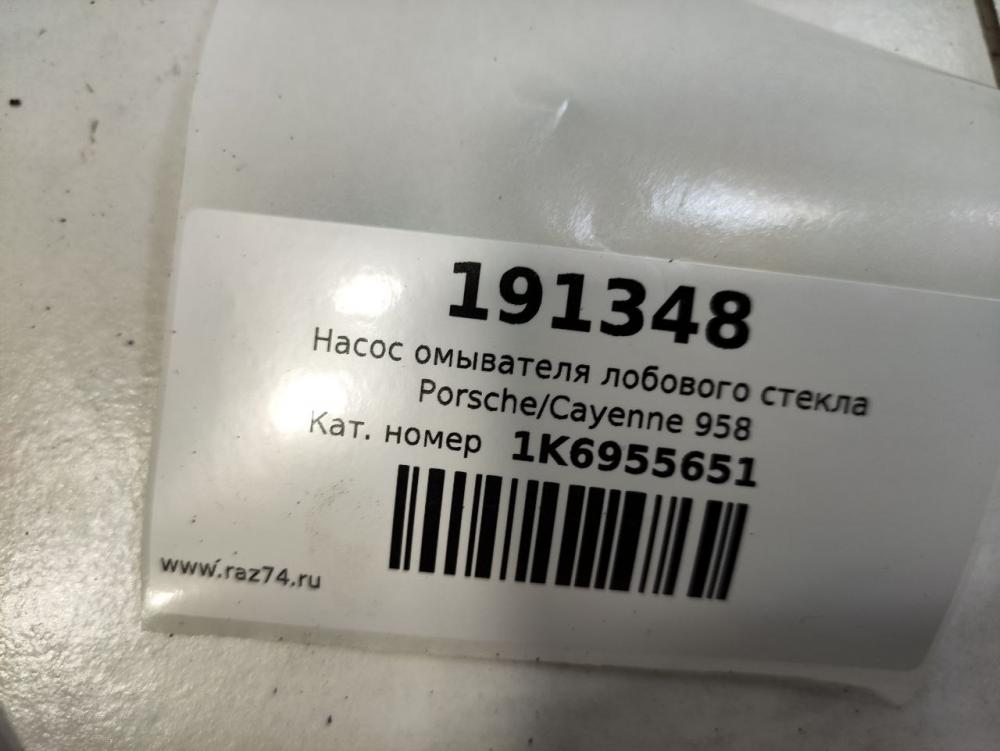 191348
Насос омывателя лобового стекла
Porsche/Cayenne 958
Кат. номер 1K6955651
www.raz74.ru